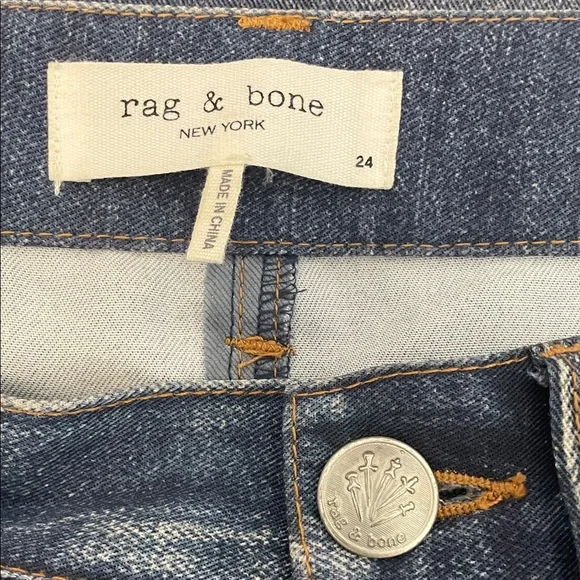 rag & bone
NEW YORK
24
MADE IN CHINA
rag & bone